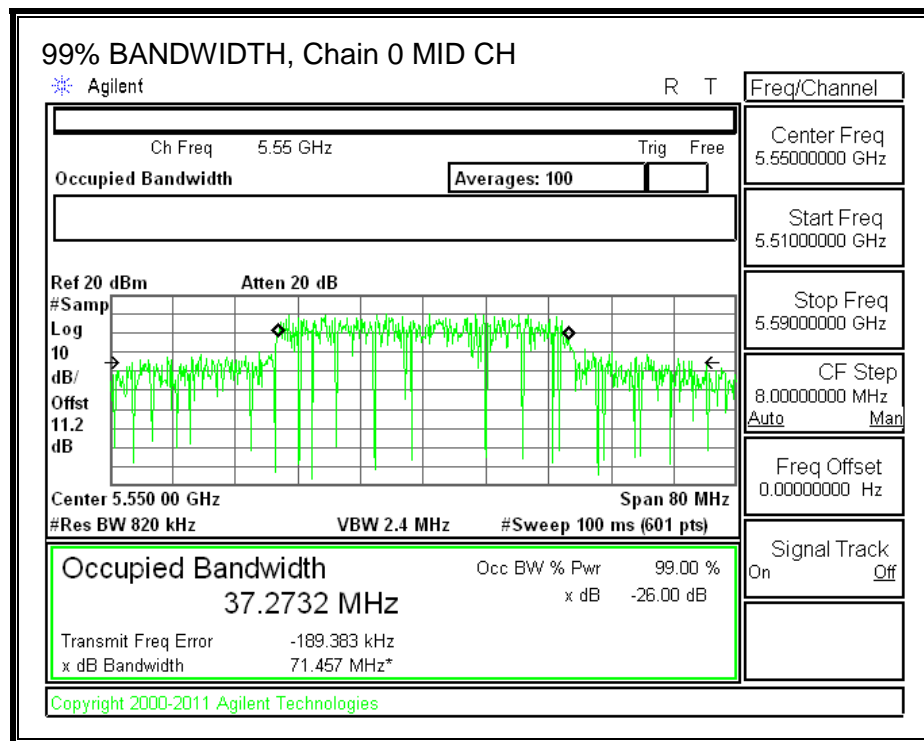 99% BANDWIDTH, Chain 0 MID CH
Agilent R T
Ch Freq 5.55 GHz Trig Free
Occupied Bandwidth Averages: 100
Ref 20 dBm Atten 20 dB
#Samp
Log
10
dB/
Offst
11.2
dB
Center 5.550 00 GHz Span 80 MHz
#Res BW 820 kHz VBW 2.4 MHz #Sweep 100 ms (601 pts)
Occupied Bandwidth Occ BW % Pwr 99.00 %
37.2732 MHz x dB -26.00 dB
Transmit Freq Error -189.383 kHz
x dB Bandwidth 71.457 MHz*
Copyright 2000-2011 Agilent Technologies
Freq/Channel
Center Freq
5.55000000 GHz
Start Freq
5.51000000 GHz
Stop Freq
5.59000000 GHz
CF Step
8.00000000 MHz
Auto Man
Freq Offset
0.00000000 Hz
Signal Track
On Off